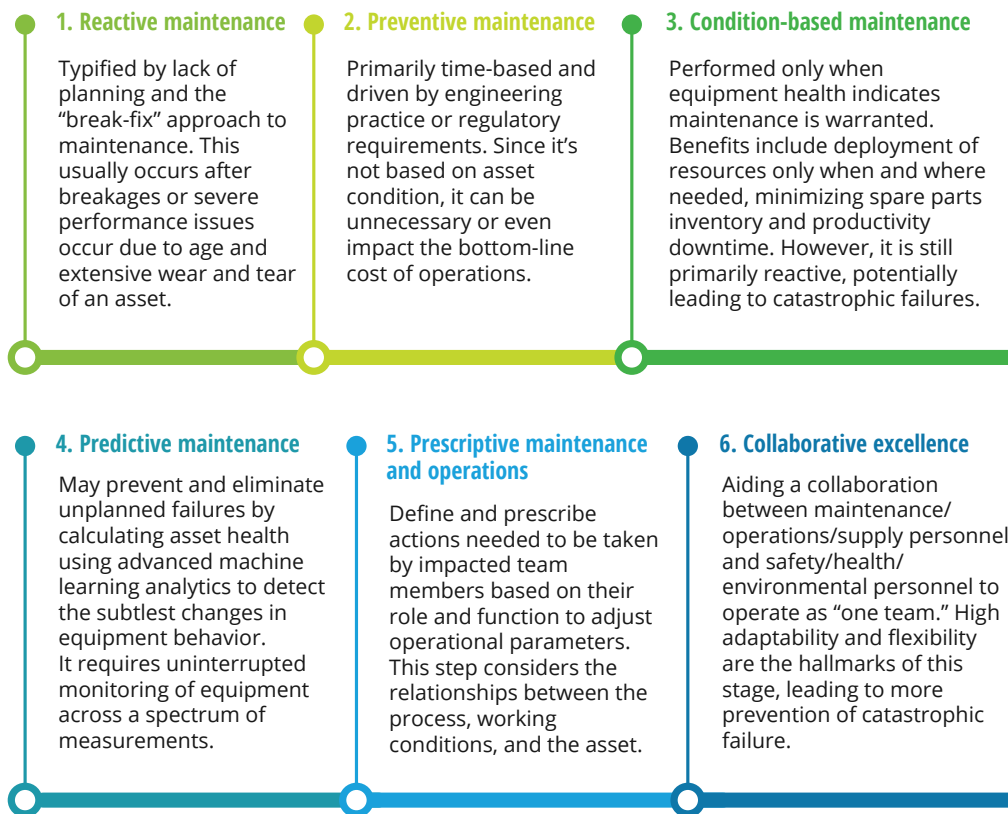 1. Reactive maintenance
Typified by lack of
planning and the
“break-fix” approach to
maintenance. This
usually occurs after
breakages or severe
performance issues
occur due to age and
extensive wear and tear
of an asset.
2. Preventive maintenance
Primarily time-based and
driven by engineering
practice or regulatory
requirements. Since it’s
not based on asset
condition, it can be
unnecessary or even
impact the bottom-line
cost of operations.
3. Condition-based maintenance
Performed only when
equipment health indicates
maintenance is warranted.
Benefits include deployment of
resources only when and where
needed, minimizing spare parts
inventory and productivity
downtime. However, it is still
primarily reactive, potentially
leading to catastrophic failures.
4. Predictive maintenance
May prevent and eliminate
unplanned failures by
calculating asset health
using advanced machine
learning analytics to detect
the subtlest changes in
equipment behavior.
It requires uninterrupted
monitoring of equipment
across a spectrum of
measurements.
5. Prescriptive maintenance
and operations
Define and prescribe
actions needed to be taken
by impacted team
members based on their
role and function to adjust
operational parameters.
This step considers the
relationships between the
process, working
conditions, and the asset.
6. Collaborative excellence
Aiding a collaboration
between maintenance/
operations/supply personnel
and safety/health/
environmental personnel to
operate as “one team.” High
adaptability and flexibility
are the hallmarks of this
stage, leading to more
prevention of catastrophic
failure.